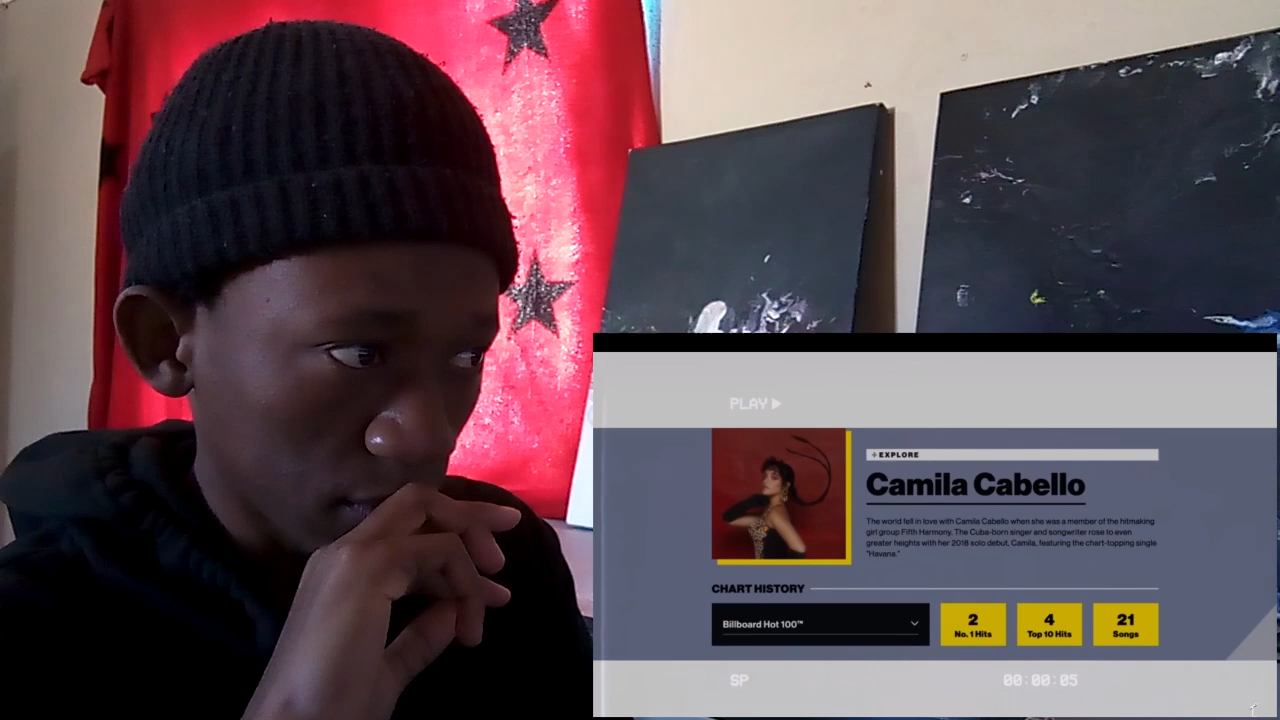 PLAY
+EXPLORE
Camila Cabello
The world fell in love with Camila Cabello when she was a member of the hitmaking
girl group Fifth Harmony. The Cuba-born singer and songwriter rose to even
greater heights with her 2018 solo debut, Camila, featuring the chart-topping single
"Havana."
CHART HISTORY
Billboard Hot 100™
2
No. 1 Hits
4
Top 10 Hits
21
Songs
SP
00:00:05